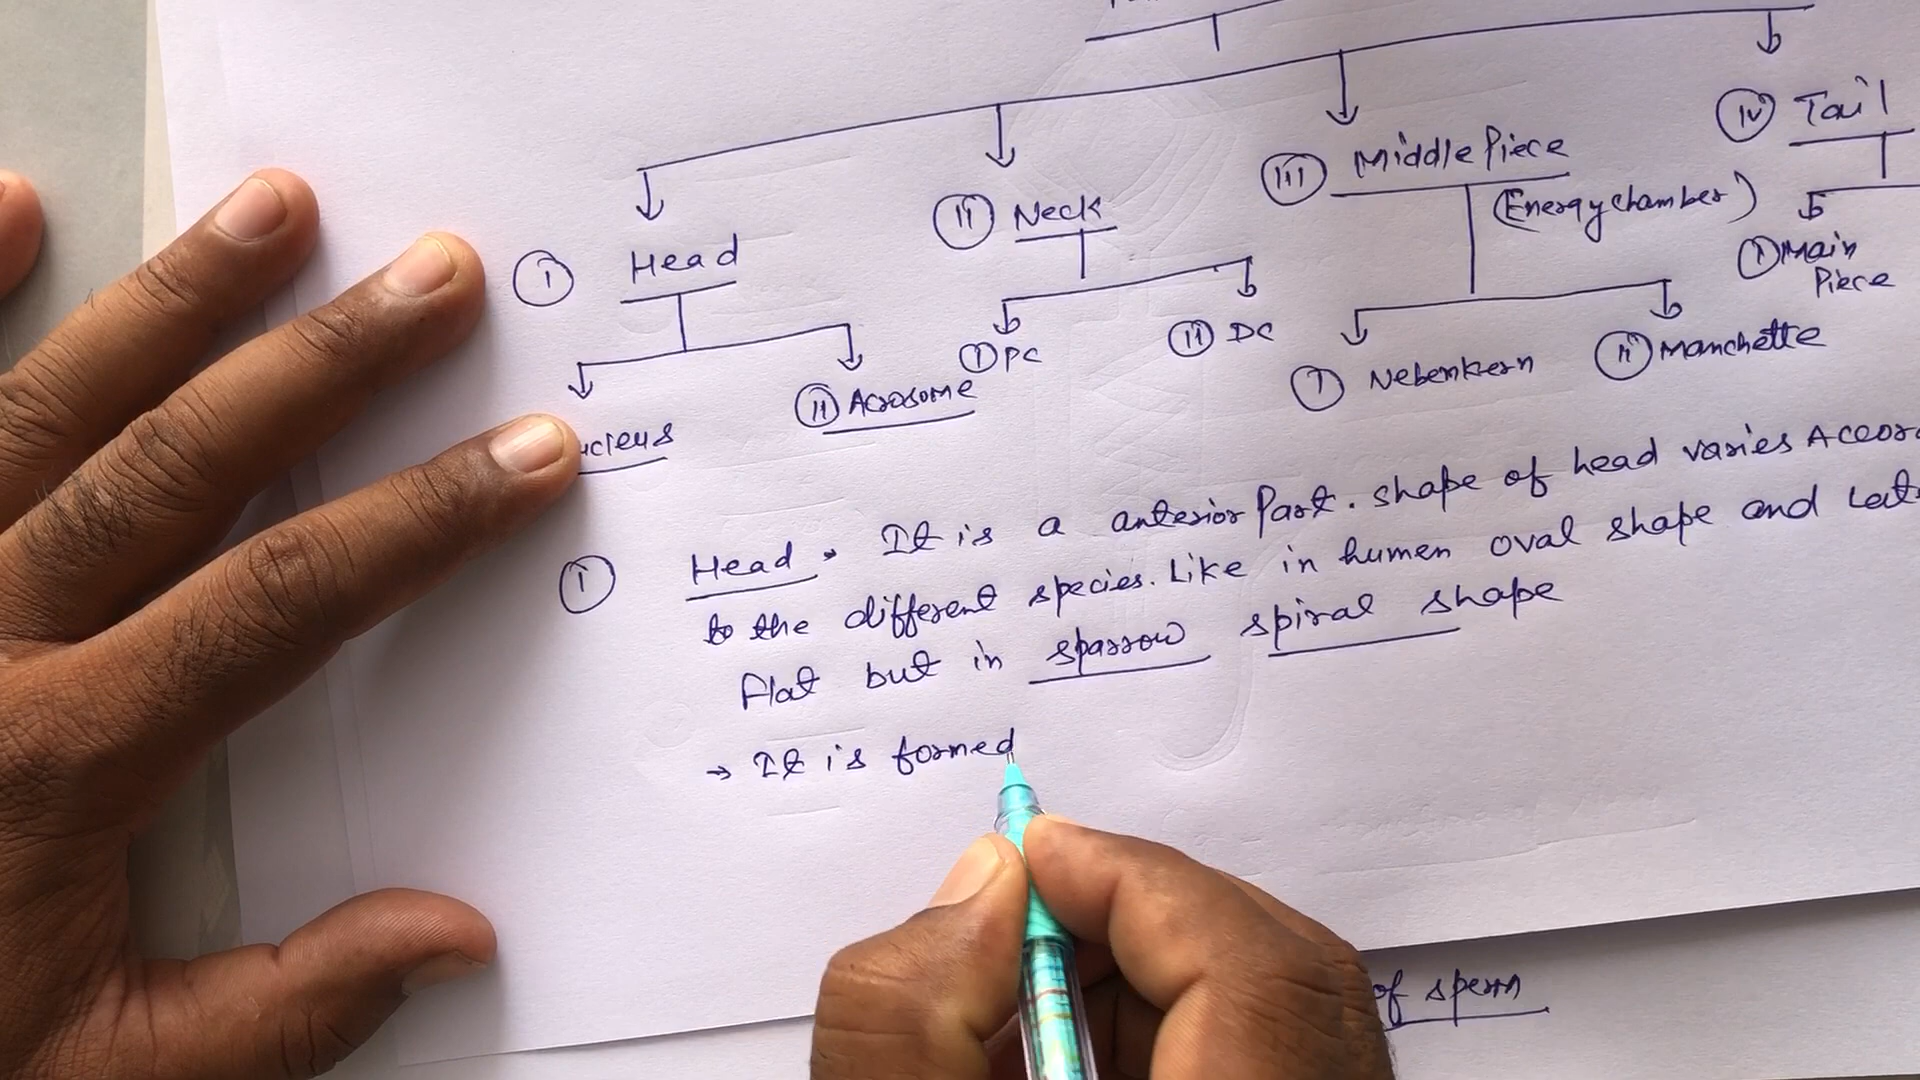 (iv) Tail
(iii) Middle Piece
(Energy chamber)
(ii) Neck
(i) Head
(i) Main
Piece
(i) PC
(ii) DC
(i) Nebenkern
(ii) Manchette
(ii) Acrosome
ucleus
(i) Head → It is a anterior Part. shape of head varies Accor
to the different species. Like in human oval shape and Lat
Flat but in sparrow spiral shape
→ It is formed
of sperm